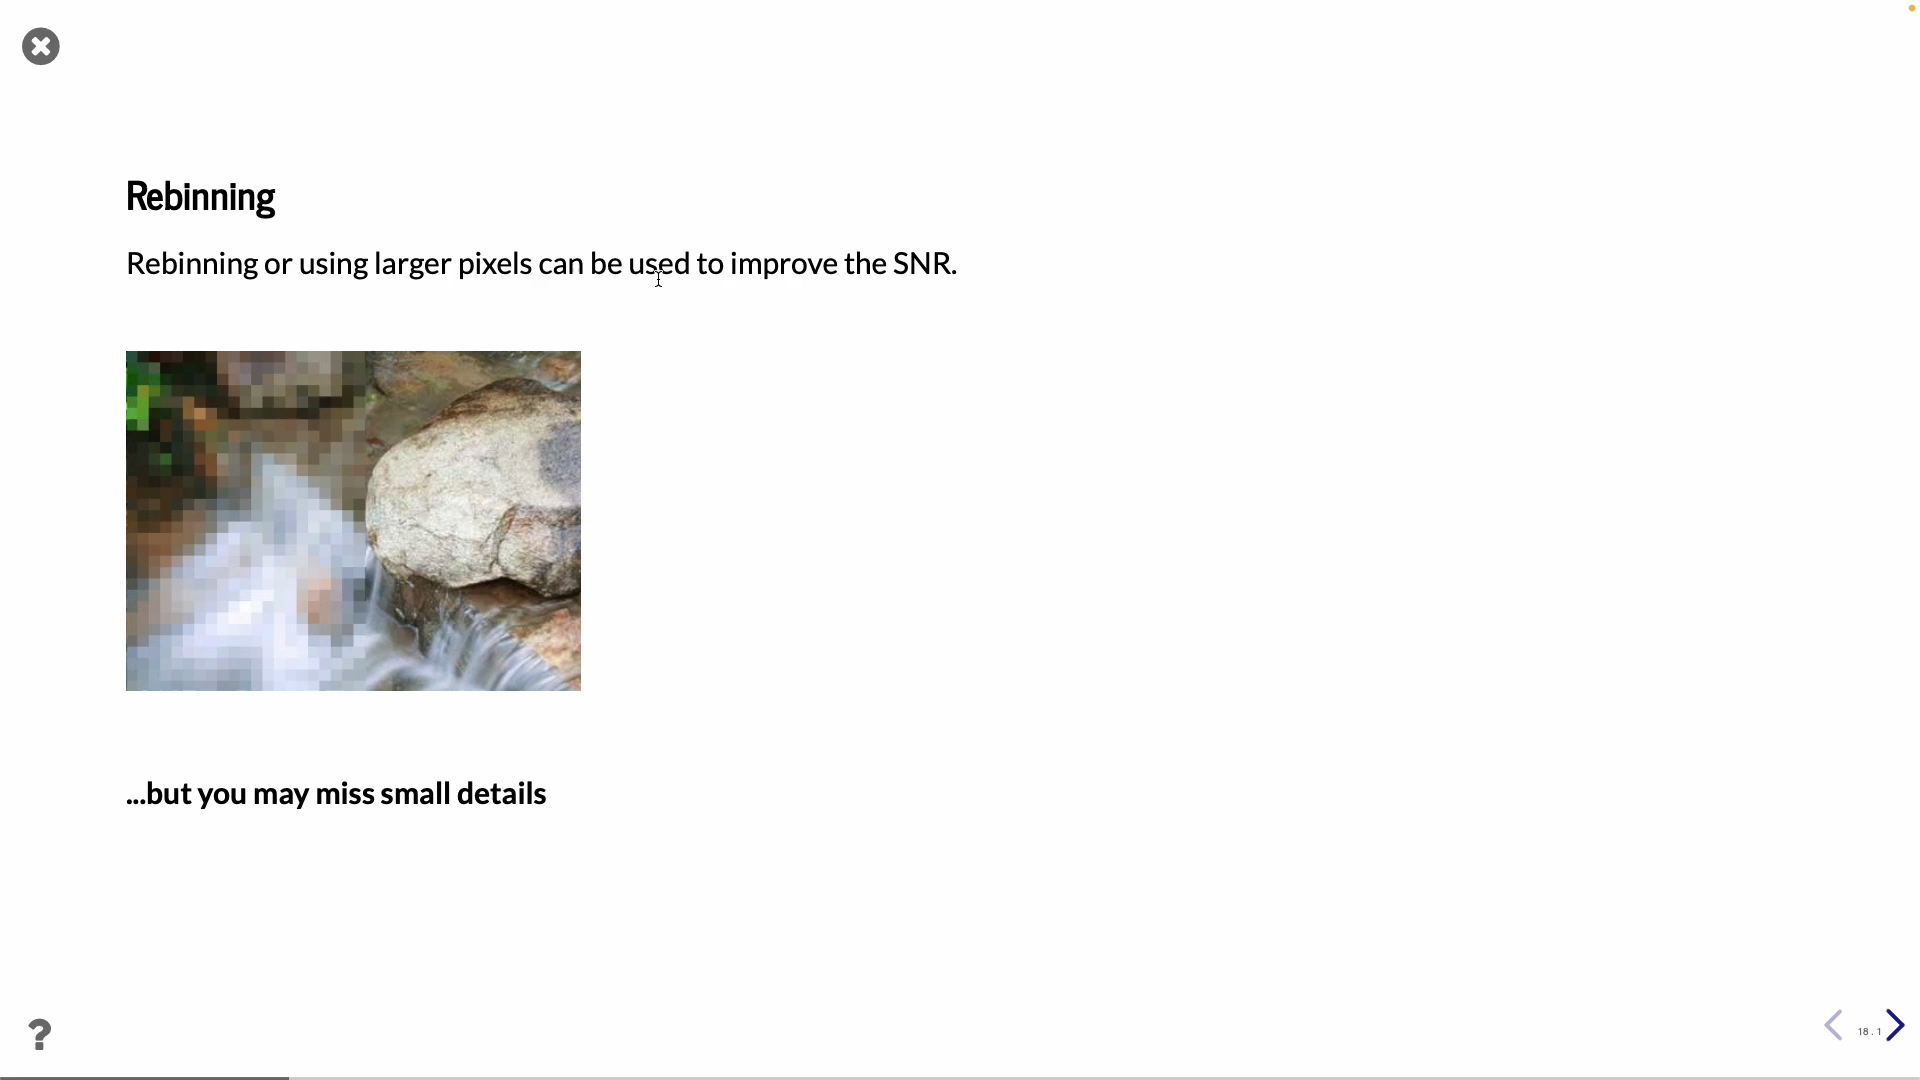 Rebinning
Rebinning or using larger pixels can be used to improve the SNR.
...but you may miss small details
?
18.1